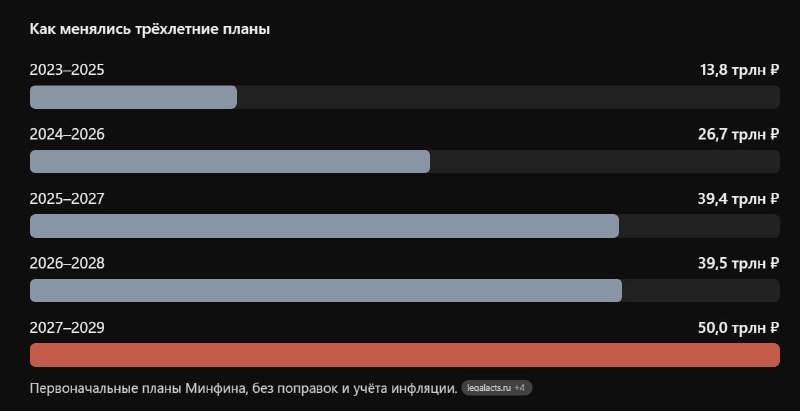 Как менялись трёхлетние планы
2023–2025 13,8 трлн ₽
2024–2026 26,7 трлн ₽
2025–2027 39,4 трлн ₽
2026–2028 39,5 трлн ₽
2027–2029 50,0 трлн ₽
Первоначальные планы Минфина, без поправок и учёта инфляции. legalacts.ru +4